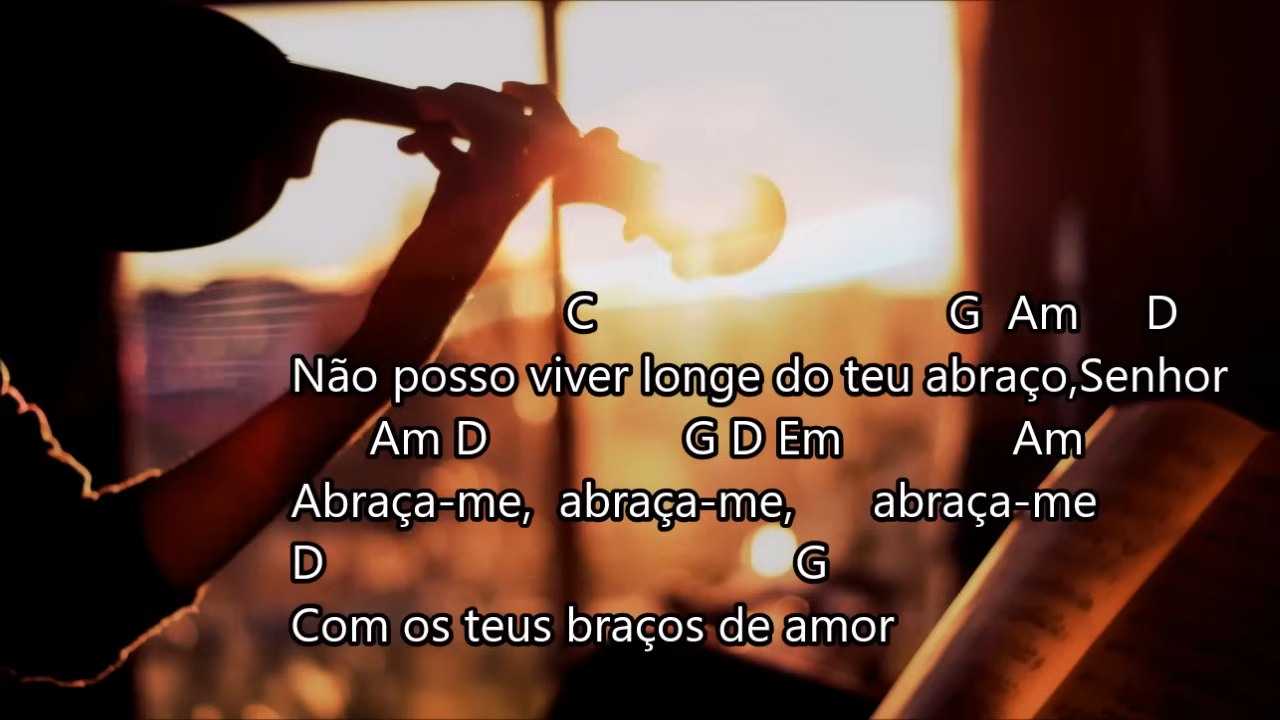 C G Am D
Não posso viver longe do teu abraço,Senhor
Am D G D Em Am
Abraça-me, abraça-me, abraça-me
D G
Com os teus braços de amor